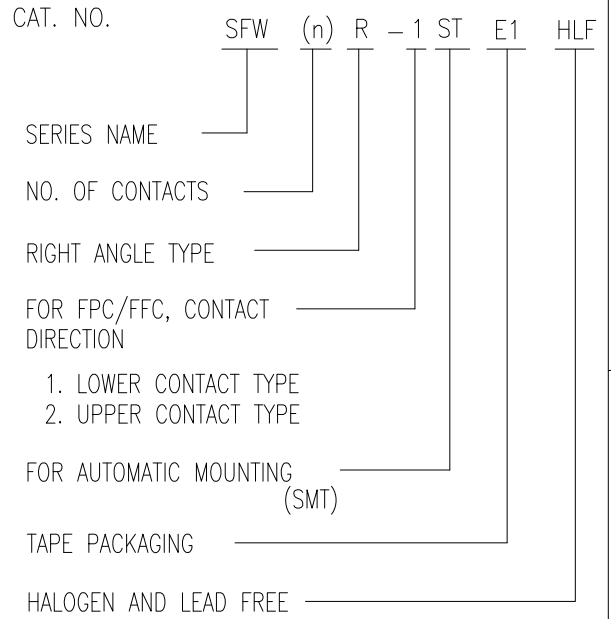 CAT. NO.
SFW (n) R – 1 ST E1 HLF
SERIES NAME
NO. OF CONTACTS
RIGHT ANGLE TYPE
FOR FPC/FFC, CONTACT
DIRECTION
1. LOWER CONTACT TYPE
2. UPPER CONTACT TYPE
FOR AUTOMATIC MOUNTING
(SMT)
TAPE PACKAGING
HALOGEN AND LEAD FREE